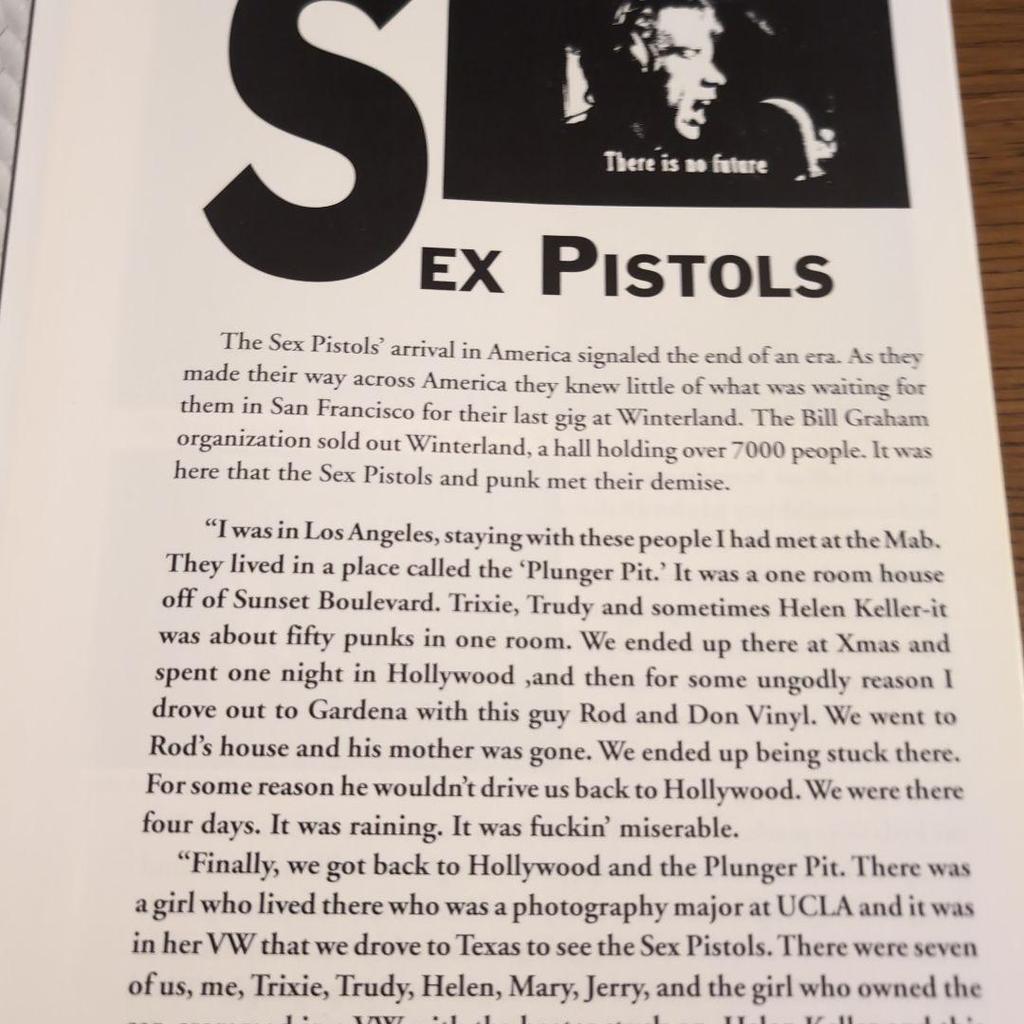 There is no future
SEX PISTOLS
The Sex Pistols' arrival in America signaled the end of an era. As they
made their way across America they knew little of what was waiting for
them in San Francisco for their last gig at Winterland. The Bill Graham
organization sold out Winterland, a hall holding over 7000 people. It was
here that the Sex Pistols and punk met their demise.
“I was in Los Angeles, staying with these people I had met at the Mab.
They lived in a place called the ‘Plunger Pit.’ It was a one room house
off of Sunset Boulevard. Trixie, Trudy and sometimes Helen Keller-it
was about fifty punks in one room. We ended up there at Xmas and
spent one night in Hollywood ,and then for some ungodly reason I
drove out to Gardena with this guy Rod and Don Vinyl. We went to
Rod's house and his mother was gone. We ended up being stuck there.
For some reason he wouldn't drive us back to Hollywood. We were there
four days. It was raining. It was fuckin' miserable.
“Finally, we got back to Hollywood and the Plunger Pit. There was
a girl who lived there who was a photography major at UCLA and it was
in her VW that we drove to Texas to see the Sex Pistols. There were seven
of us, me, Trixie, Trudy, Helen, Mary, Jerry, and the girl who owned the